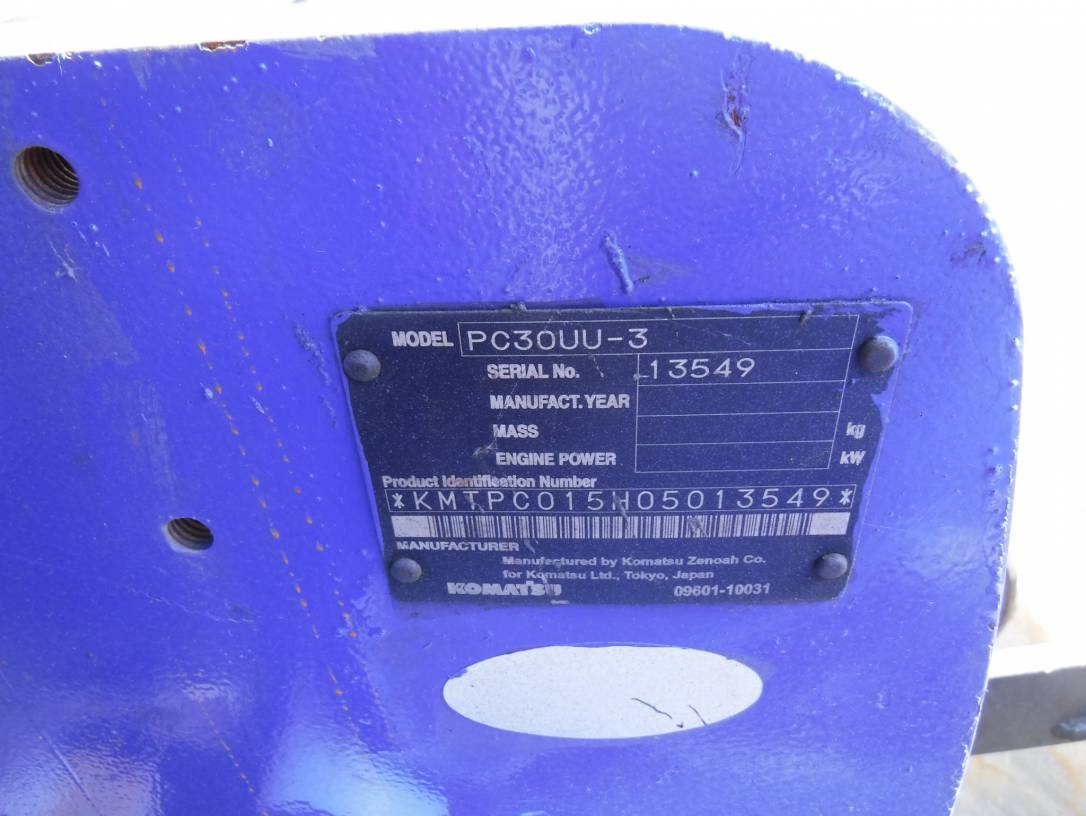 MODEL PC30UU-3
SERIAL No. 13549
MANUFACT. YEAR
MASS kg
ENGINE POWER kW
Product Identification Number
*KMTPC015H05013549*
MANUFACTURER
Manufectured by Komatsu Zenoah Co.
for Komatsu Ltd., Tokyo, Japan
KOMATSU 09601-10031